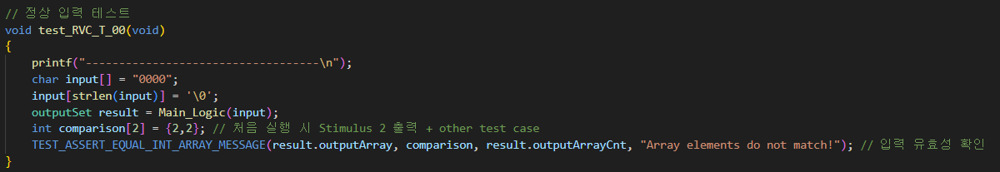 // 정상 입력 테스트
void test_RVC_T_00(void)
{
    printf("-----------------------------------\n");
    char input[] = "0000";
    input[strlen(input)] = '\0';
    outputSet result = Main_Logic(input);
    int comparison[2] = {2,2}; // 처음 실행 시 Stimulus 2 출력 + other test case
    TEST_ASSERT_EQUAL_INT_ARRAY_MESSAGE(result.outputArray, comparison, result.outputArrayCnt, "Array elements do not match!"); // 입력 유효성 확인
}